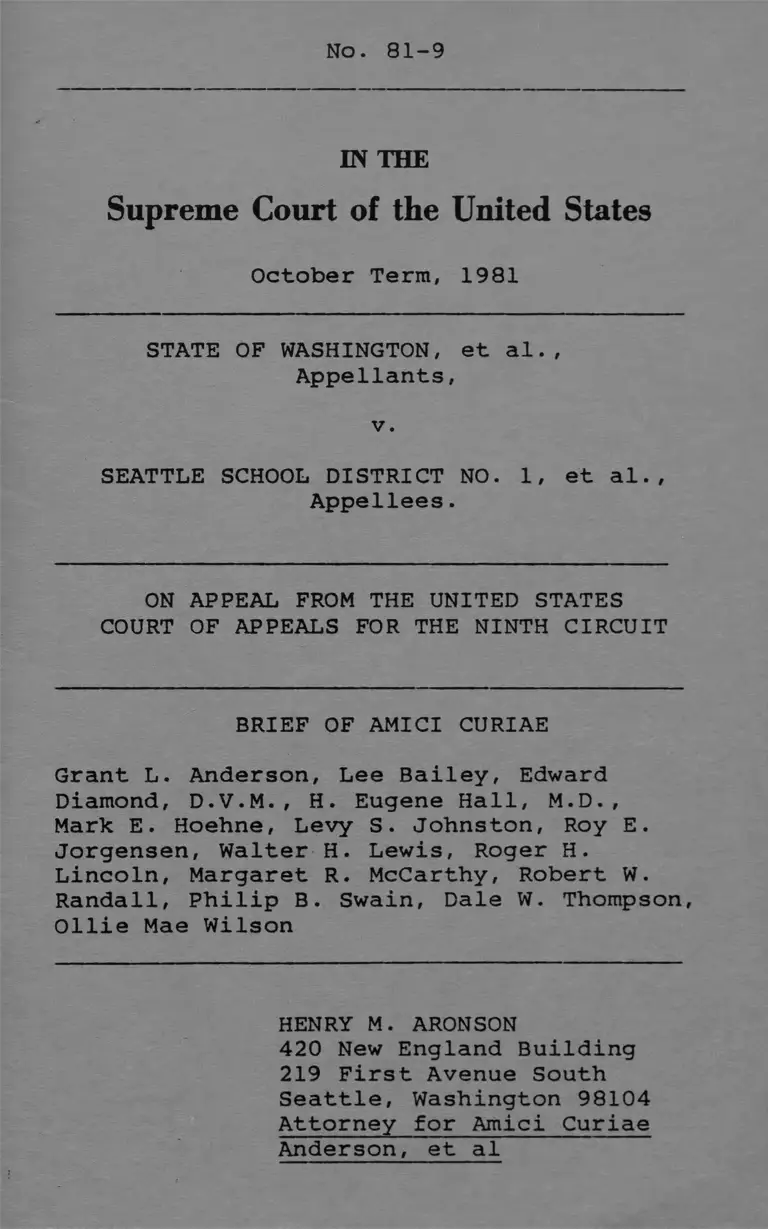 No. 81-9
IN THE
Supreme Court of the United States
October Term, 1981
STATE OF WASHINGTON, et al.,
Appellants,
v.
SEATTLE SCHOOL DISTRICT NO. 1, et al.,
Appellees.
ON APPEAL FROM THE UNITED STATES
COURT OF APPEALS FOR THE NINTH CIRCUIT
BRIEF OF AMICI CURIAE
Grant L. Anderson, Lee Bailey, Edward
Diamond, D.V.M., H. Eugene Hall, M.D.,
Mark E. Hoehne, Levy S. Johnston, Roy E.
Jorgensen, Walter H. Lewis, Roger H.
Lincoln, Margaret R. McCarthy, Robert W.
Randall, Philip B. Swain, Dale W. Thompson,
Ollie Mae Wilson
HENRY M. ARONSON
420 New England Building
219 First Avenue South
Seattle, Washington 98104
Attorney for Amici Curiae
Anderson, et al